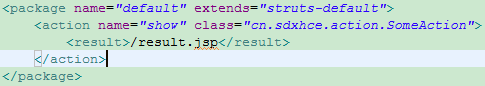 <package name="default" extends="struts-default">
<action name="show" class="cn.sdxhce.action.SomeAction">
<result>/result.jsp</result>
</action>
</package>